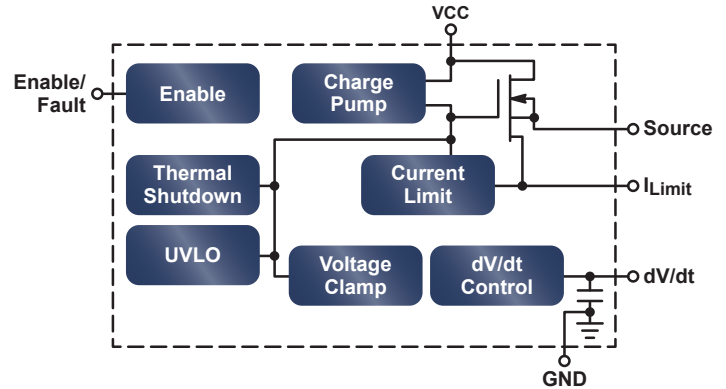 VCC
Enable/
Fault
Enable
Charge
Pump
Source
Thermal
Shutdown
Current
Limit
ILimit
UVLO
Voltage
Clamp
dV/dt
Control
dV/dt
GND